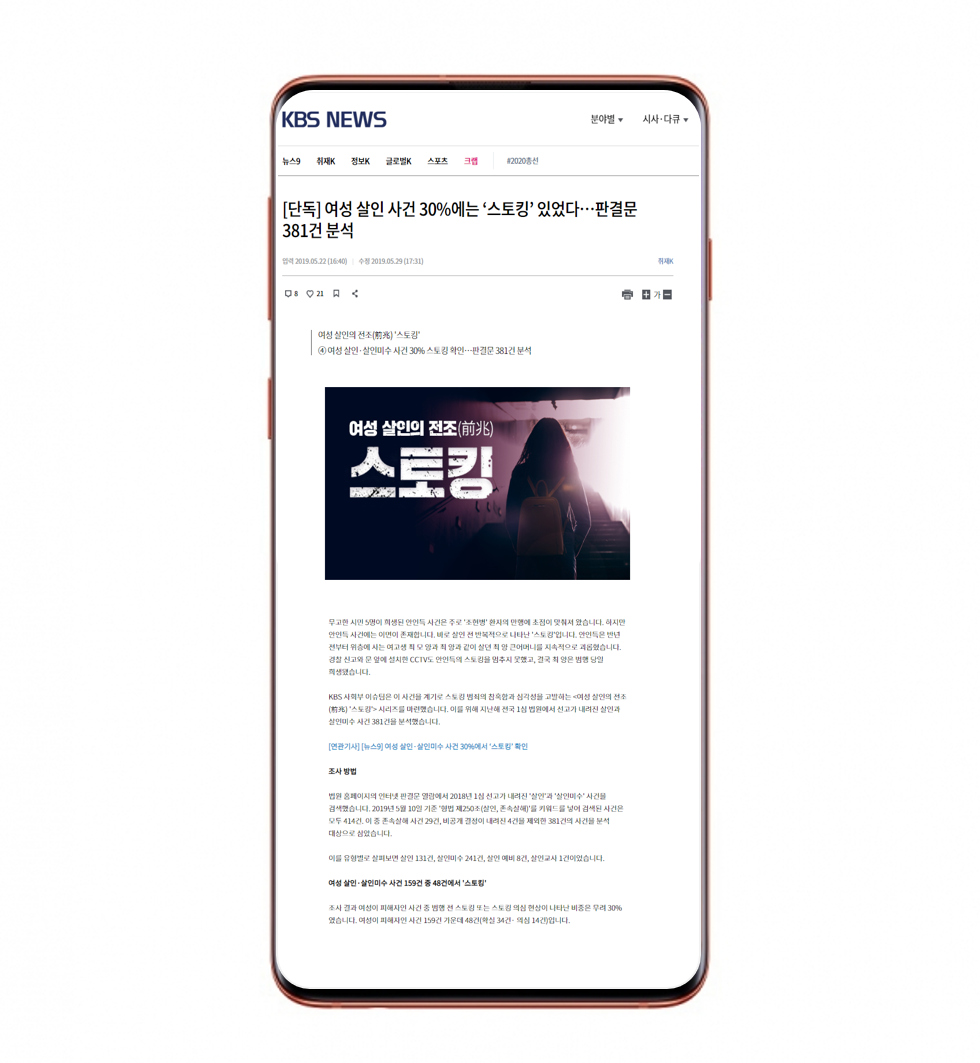 KBS NEWS
분야별 ▾ 시사·다큐 ▾
뉴스9 취재K 정보K 글로벌K 스포츠 크랩 #2020총선
[단독] 여성 살인 사건 30%에는 ‘스토킹’ 있었다…판결문
381건 분석
입력 2019.05.22 (16:40) | 수정 2019.05.29 (17:31) 취재K
8 21 가
여성 살인의 전조(前兆) '스토킹'
④ 여성 살인·살인미수 사건 30% 스토킹 확인…판결문 381건 분석
여성 살인의 전조(前兆)
스토킹
무고한 시민 5명이 희생된 안인득 사건은 주로 '조현병' 환자의 만행에 초점이 맞춰져 왔습니다. 하지만
안인득 사건에는 이면이 존재합니다. 바로 살인 전 반복적으로 나타난 '스토킹'입니다. 안인득은 반년
전부터 위층에 사는 여고생 최 모 양과 최 양과 같이 살던 최 양 큰어머니를 지속적으로 괴롭혔습니다.
경찰 신고와 문 앞에 설치한 CCTV도 안인득의 스토킹을 멈추지 못했고, 결국 최 양은 범행 당일
희생됐습니다.
KBS 사회부 이슈팀은 이 사건을 계기로 스토킹 범죄의 참혹함과 심각성을 고발하는 <여성 살인의 전조
(前兆) '스토킹'> 시리즈를 마련했습니다. 이를 위해 지난해 전국 1심 법원에서 선고가 내려진 살인과
살인미수 사건 381건을 분석했습니다.
[연관기사] [뉴스9] 여성 살인·살인미수 사건 30%에서 '스토킹' 확인
조사 방법
법원 홈페이지의 인터넷 판결문 열람에서 2018년 1심 선고가 내려진 '살인'과 '살인미수' 사건을
검색했습니다. 2019년 5월 10일 기준 '형법 제250조(살인, 존속살해)'를 키워드를 넣어 검색된 사건은
모두 414건. 이 중 존속살해 사건 29건, 비공개 결정이 내려진 4건을 제외한 381건의 사건을 분석
대상으로 삼았습니다.
이를 유형별로 살펴보면 살인 131건, 살인미수 241건, 살인 예비 8건, 살인교사 1건이었습니다.
여성 살인·살인미수 사건 159건 중 48건에서 '스토킹'
조사 결과 여성이 피해자인 사건 중 범행 전 스토킹 또는 스토킹 의심 현상이 나타난 비중은 무려 30%
였습니다. 여성이 피해자인 사건 159건 가운데 48건(확실 34건· 의심 14건)입니다.